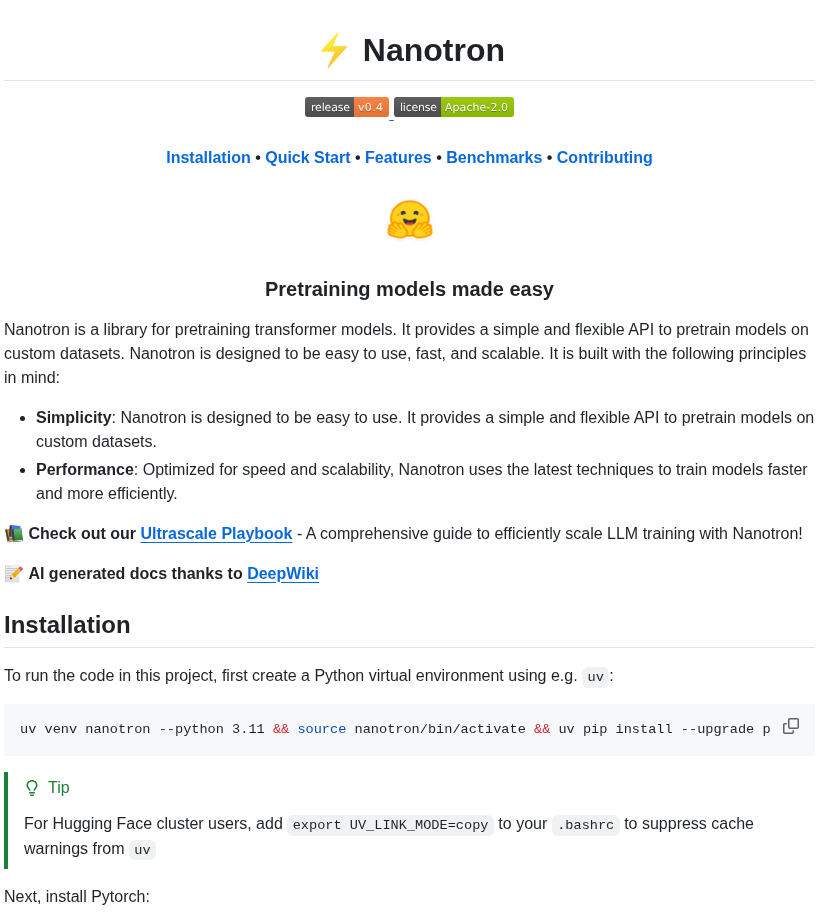 ⚡ Nanotron
release v0.4 license Apache-2.0
Installation • Quick Start • Features • Benchmarks • Contributing
Pretraining models made easy
Nanotron is a library for pretraining transformer models. It provides a simple and flexible API to pretrain models on
custom datasets. Nanotron is designed to be easy to use, fast, and scalable. It is built with the following principles
in mind:
• Simplicity: Nanotron is designed to be easy to use. It provides a simple and flexible API to pretrain models on
custom datasets.
• Performance: Optimized for speed and scalability, Nanotron uses the latest techniques to train models faster
and more efficiently.
📚 Check out our Ultrascale Playbook - A comprehensive guide to efficiently scale LLM training with Nanotron!
📝 AI generated docs thanks to DeepWiki
Installation
To run the code in this project, first create a Python virtual environment using e.g. uv:
uv venv nanotron --python 3.11 && source nanotron/bin/activate && uv pip install --upgrade p
Tip
For Hugging Face cluster users, add export UV_LINK_MODE=copy to your .bashrc to suppress cache
warnings from uv
Next, install Pytorch: